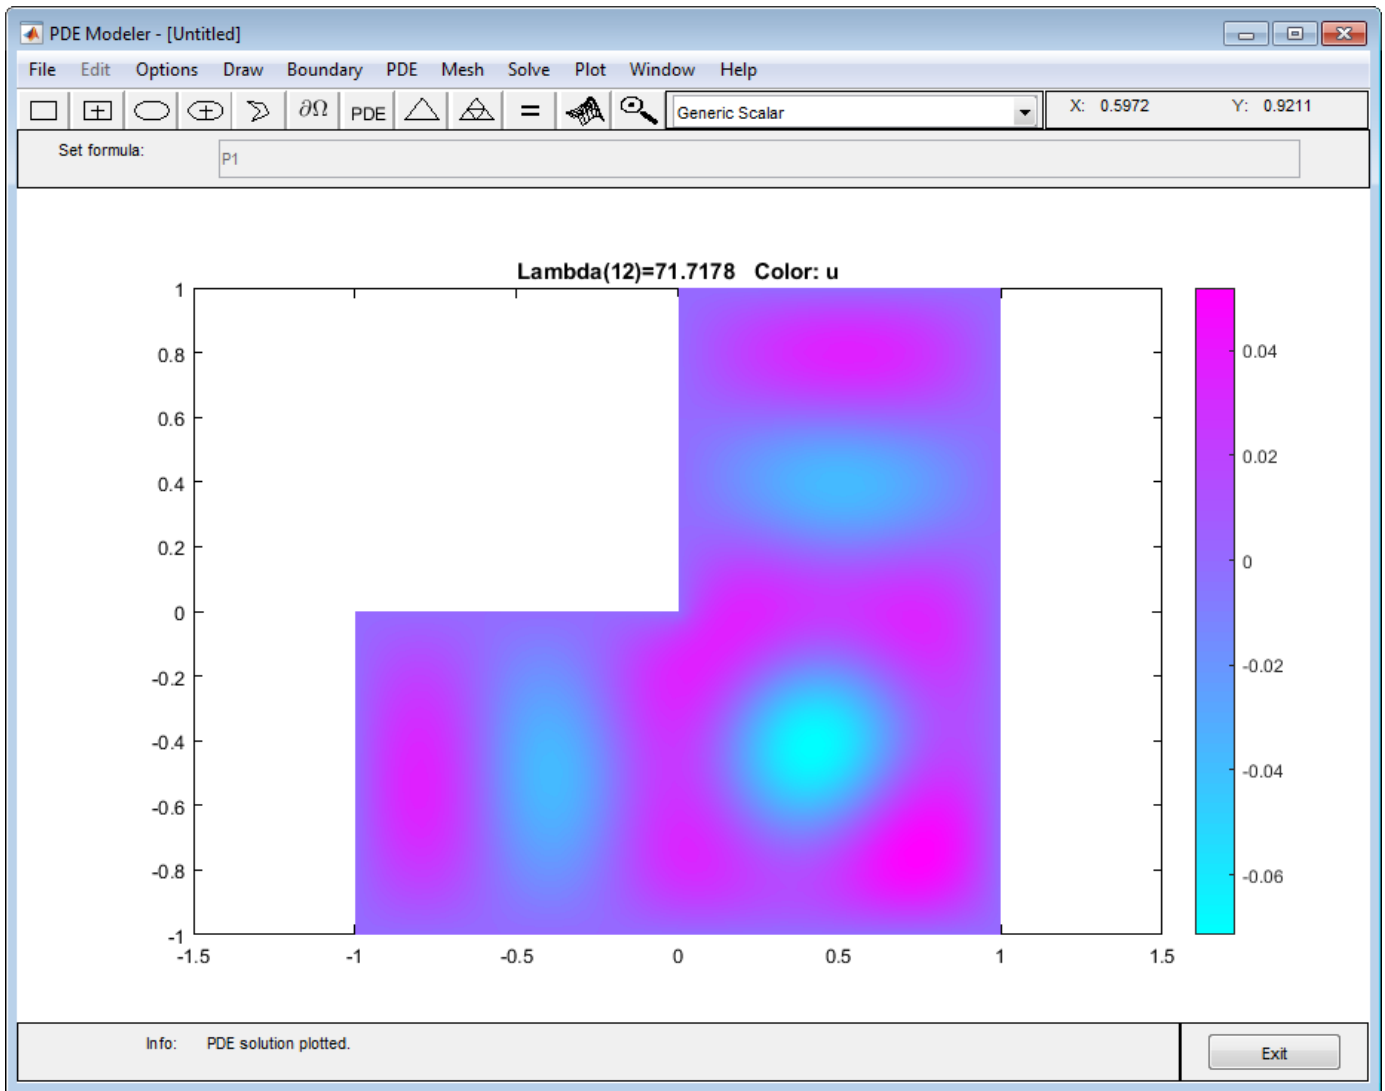 PDE Modeler - [Untitled]
File Edit Options Draw Boundary PDE Mesh Solve Plot Window Help
∂Ω PDE = Generic Scalar X: 0.5972 Y: 0.9211
Set formula: P1
Lambda(12)=71.7178 Color: u
1
0.8
0.6
0.4
0.2
0
-0.2
-0.4
-0.6
-0.8
-1
-1.5 -1 -0.5 0 0.5 1 1.5
0.04
0.02
0
-0.02
-0.04
-0.06
Info: PDE solution plotted.
Exit